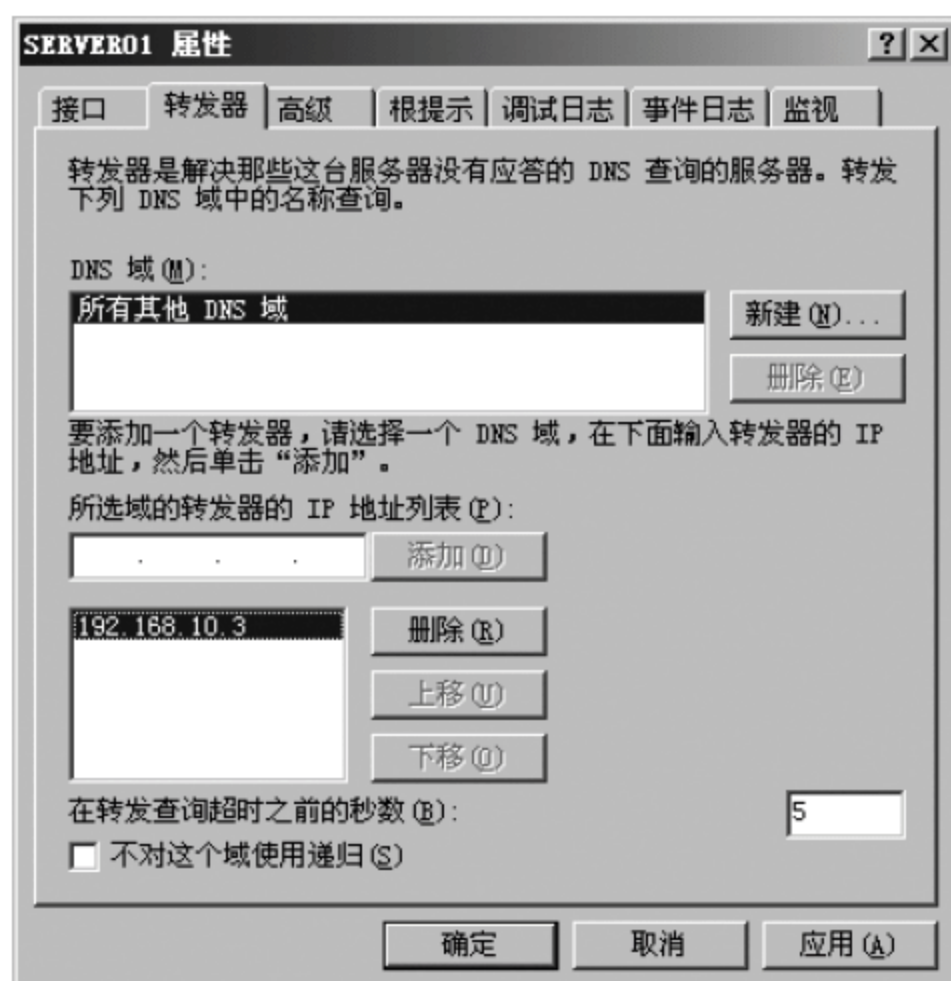 SERVER01 属性
接口 转发器 高级 根提示 调试日志 事件日志 监视
转发器是解决那些这台服务器没有应答的 DNS 查询的服务器。转发
下列 DNS 域中的名称查询。
DNS 域(M):
所有其他 DNS 域
新建(N)...
删除(E)
要添加一个转发器，请选择一个 DNS 域，在下面输入转发器的 IP
地址，然后单击“添加”。
所选域的转发器的 IP 地址列表(P):
. . . 添加(D)
192.168.10.3
删除(R)
上移(U)
下移(O)
在转发查询超时之前的秒数(B): 5
不对这个域使用递归(S)
确定 取消 应用(A)